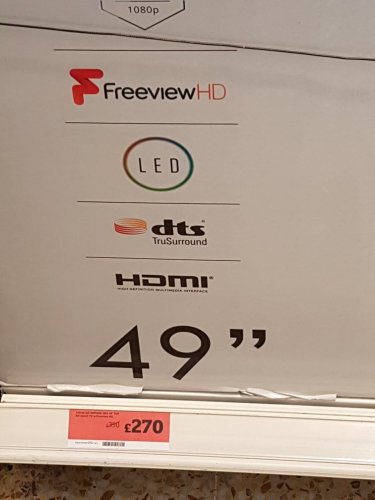 1080p
FreeviewHD
LED
dts®
TruSurround
HDMI®
HIGH-DEFINITION MULTIMEDIA INTERFACE
49”
£270